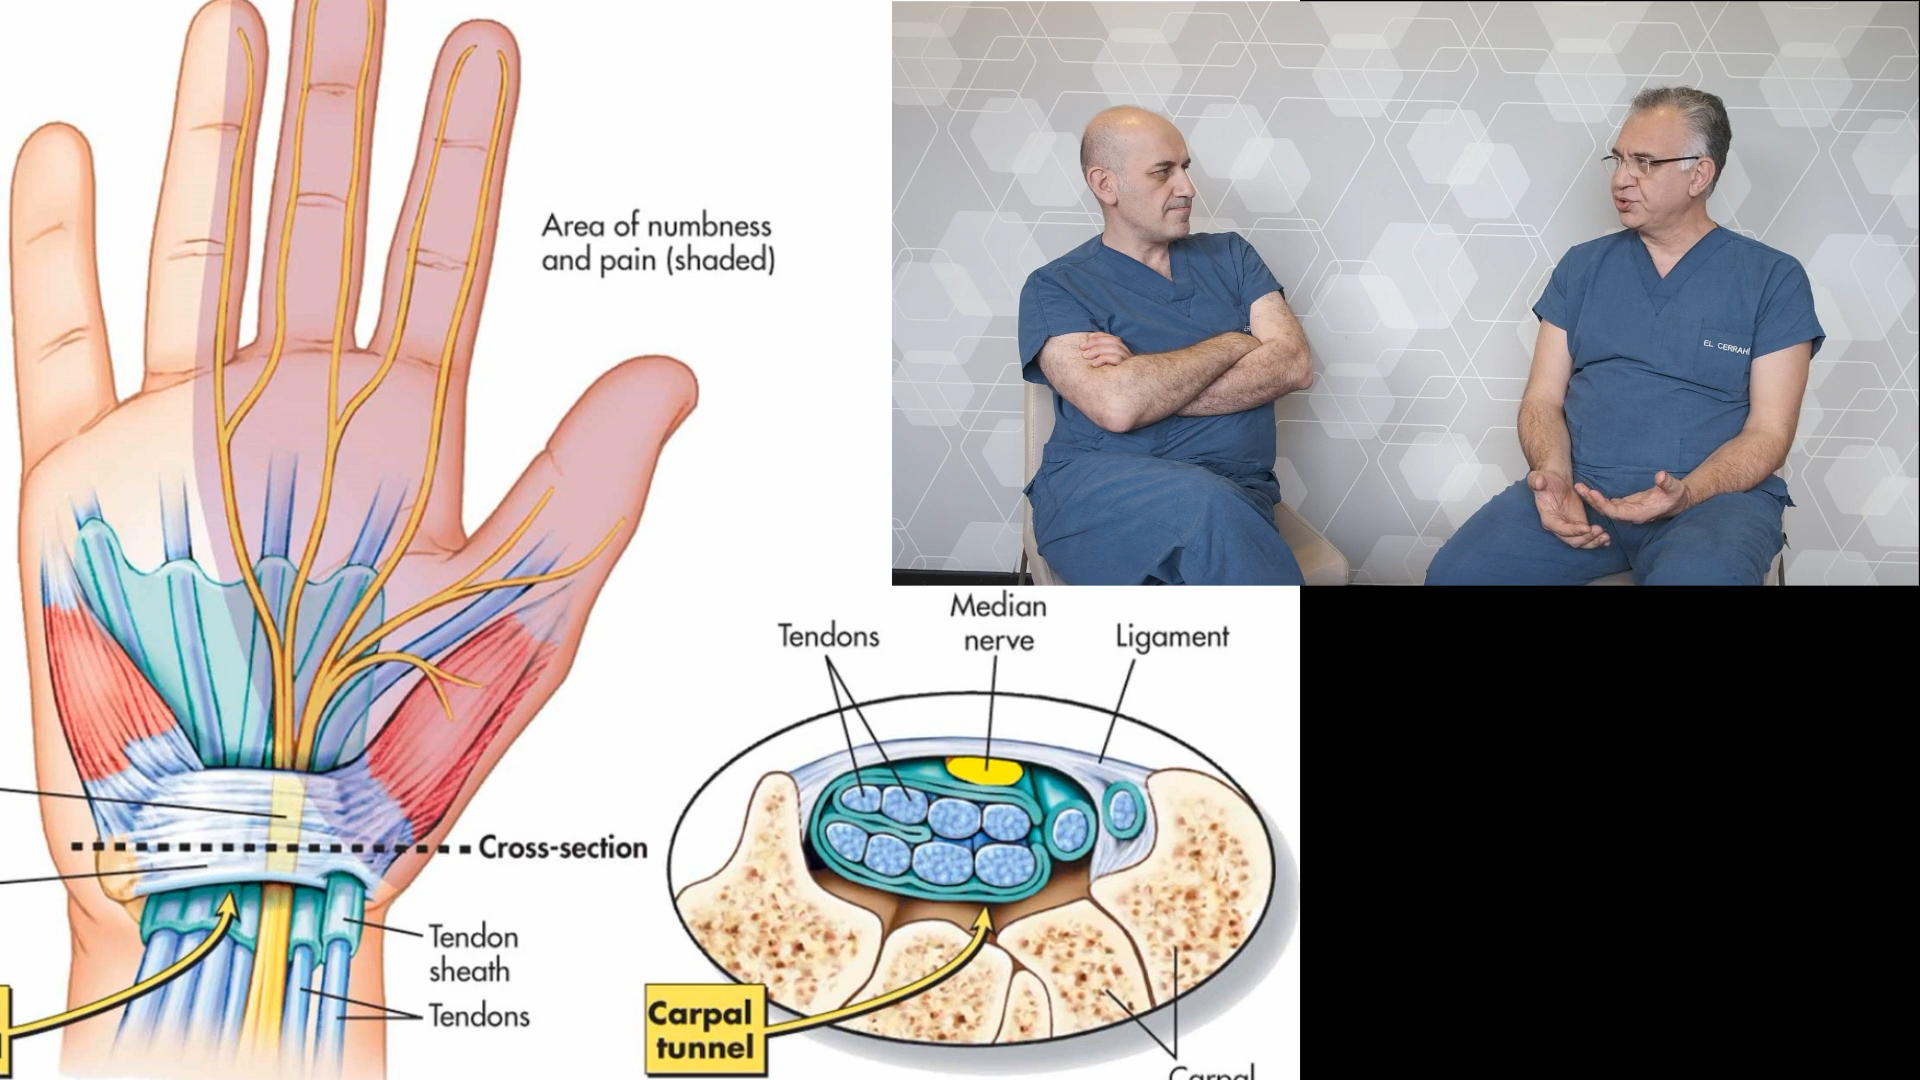 Area of numbness
and pain (shaded)
EL CERRAHİ
Median
nerve
Tendons
Ligament
Cross-section
Tendon
sheath
Tendons
Carpal
tunnel
Carpal